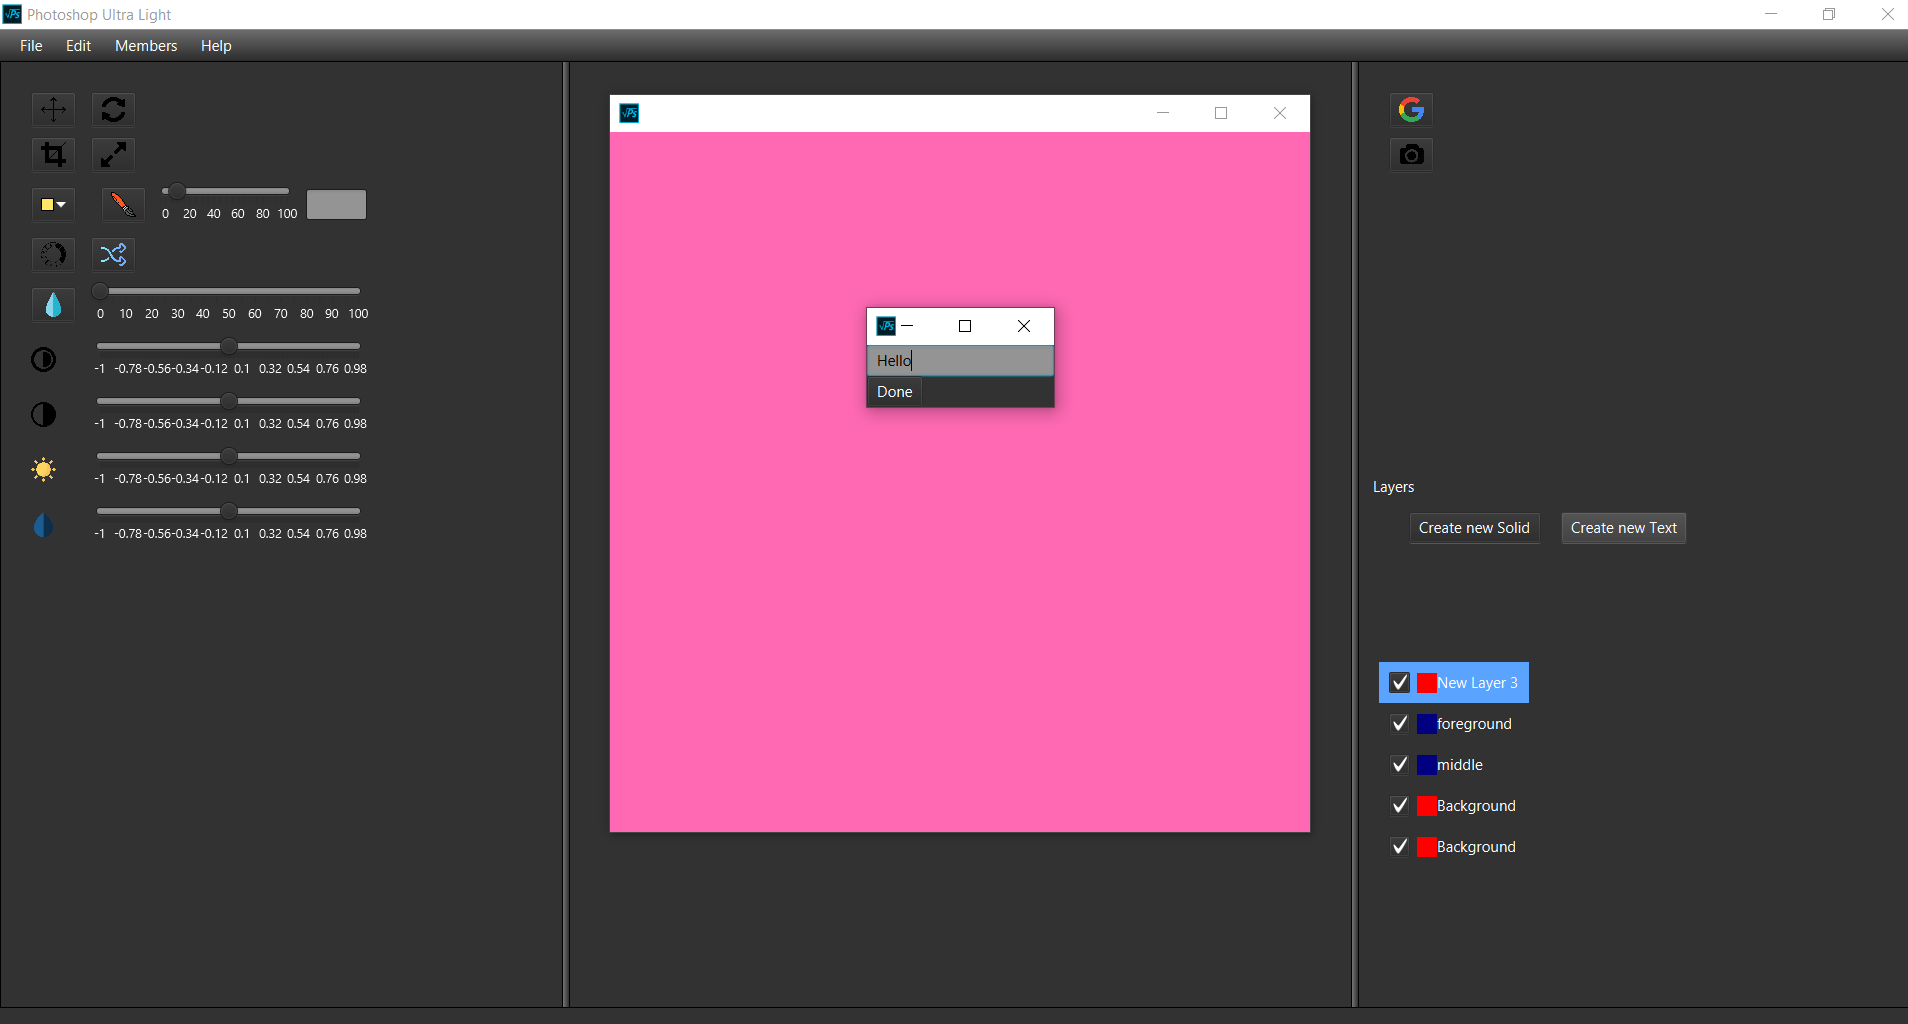 Photoshop Ultra Light
File Edit Members Help
0 20 40 60 80 100
0 10 20 30 40 50 60 70 80 90 100
-1 -0.78 -0.56 -0.34 -0.12 0.1 0.32 0.54 0.76 0.98
-1 -0.78 -0.56 -0.34 -0.12 0.1 0.32 0.54 0.76 0.98
-1 -0.78 -0.56 -0.34 -0.12 0.1 0.32 0.54 0.76 0.98
-1 -0.78 -0.56 -0.34 -0.12 0.1 0.32 0.54 0.76 0.98
√Ps
√Ps
Hello
Done
Layers
Create new Solid Create new Text
New Layer 3
foreground
middle
Background
Background